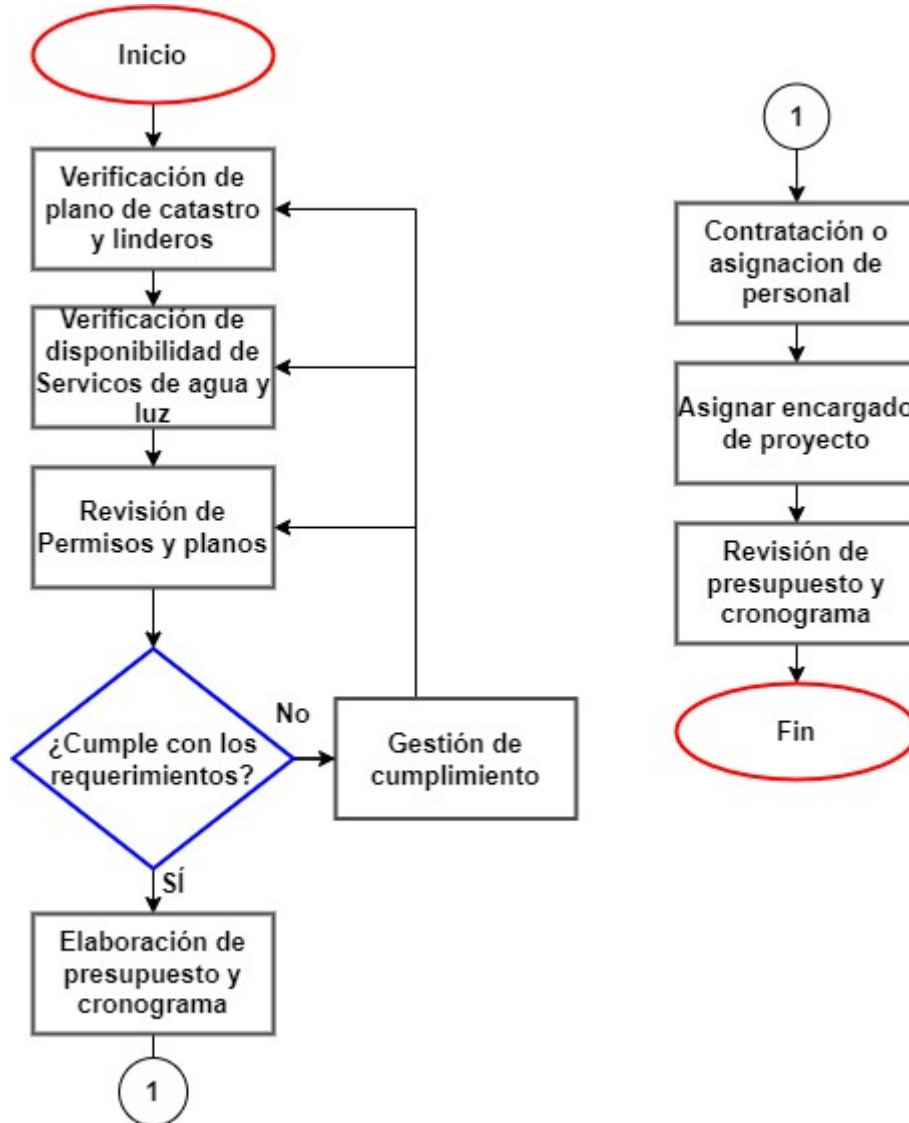 Inicio
Verificación de
plano de catastro
y linderos
Verificación de
disponibilidad de
Servicos de agua y
luz
Revisión de
Permisos y planos
¿Cumple con los
requerimientos?
No
Gestión de
cumplimiento
SÍ
Elaboración de
presupuesto y
cronograma
1
1
Contratación o
asignacion de
personal
Asignar encargado
de proyecto
Revisión de
presupuesto y
cronograma
Fin